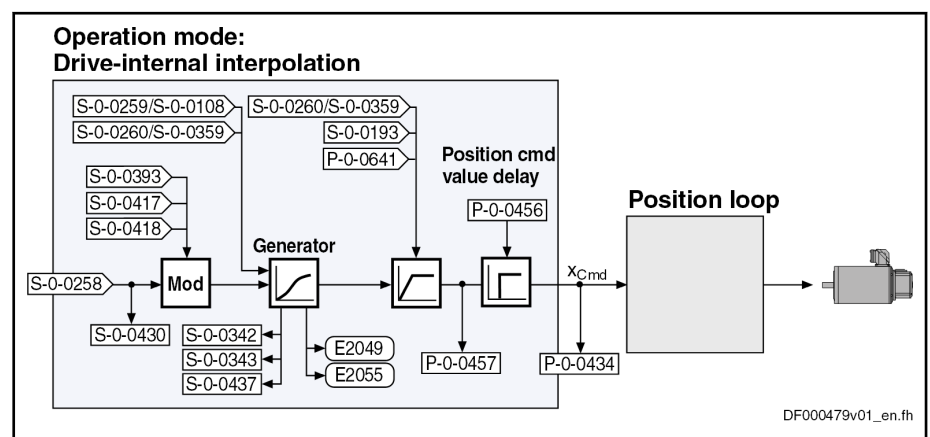 Operation mode:
Drive-internal interpolation
S-0-0259/S-0-0108
S-0-0260/S-0-0359
S-0-0260/S-0-0359
S-0-0193
P-0-0641
Position cmd
value delay
P-0-0456
S-0-0393
S-0-0417
S-0-0418
Generator
Position loop
S-0-0258
Mod
xCmd
S-0-0430
S-0-0342
S-0-0343
S-0-0437
E2049
E2055
P-0-0457
P-0-0434
DF000479v01_en.fh